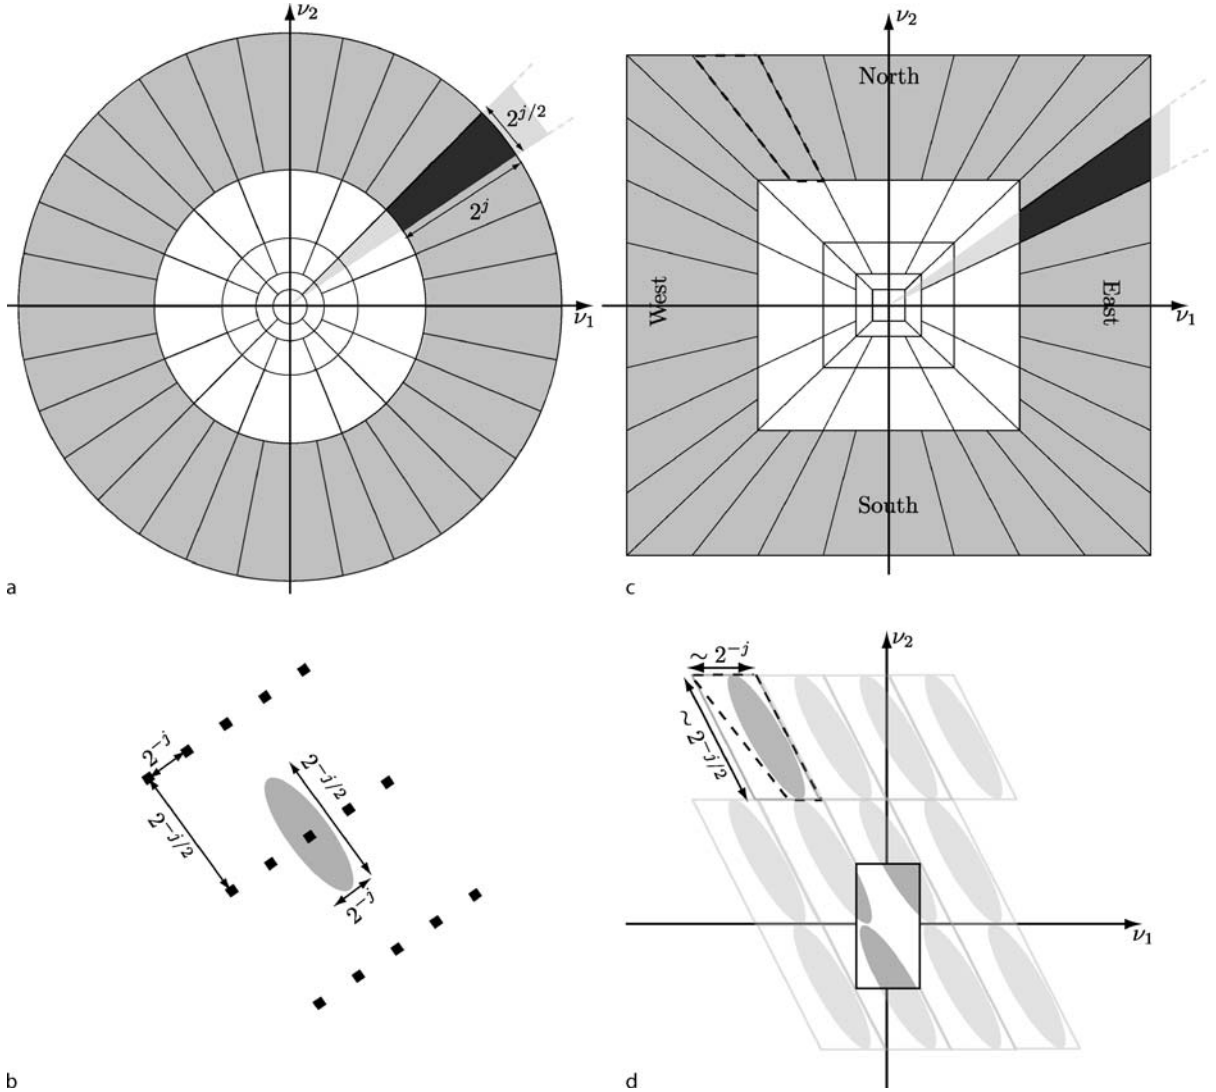 ν₂
2^{j/2}
2^j
ν₁
a
ν₂
North
West
East
ν₁
South
c
2^{-j}
2^{-j/2}
2^{-j/2}
2^{-j}
b
ν₂
~ 2^{-j}
~ 2^{-j/2}
ν₁
d